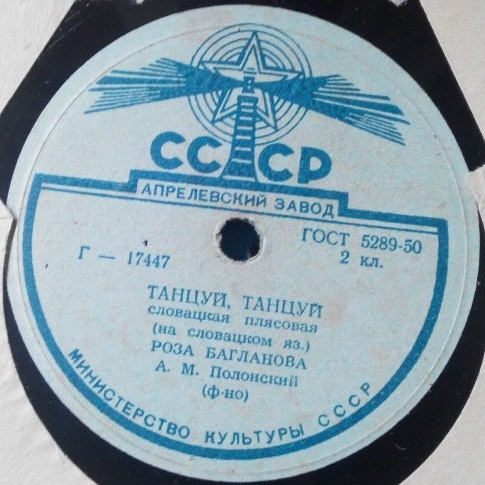 СССР
АПРЕЛЕВСКИЙ ЗАВОД
ГОСТ 5289-50
Г — 17447
2 кл.
ТАНЦУЙ, ТАНЦУЙ
словацкая плясовая
(на словацком яз.)
РОЗА БАГЛАНОВА
А. М. Полонский
(ф-но)
МИНИСТЕРСТВО КУЛЬТУРЫ СССР